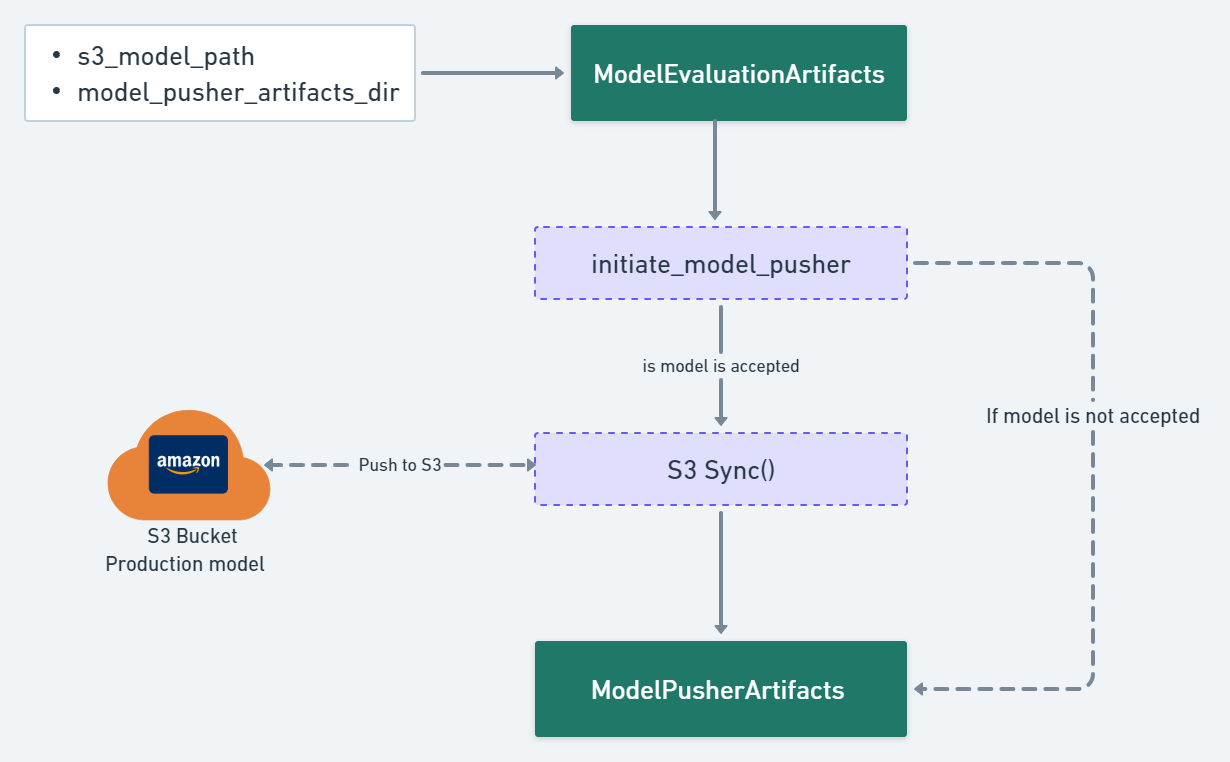 • s3_model_path
• model_pusher_artifacts_dir
ModelEvaluationArtifacts
initiate_model_pusher
is model is accepted
If model is not accepted
amazon
Push to S3
S3 Sync()
S3 Bucket
Production model
ModelPusherArtifacts